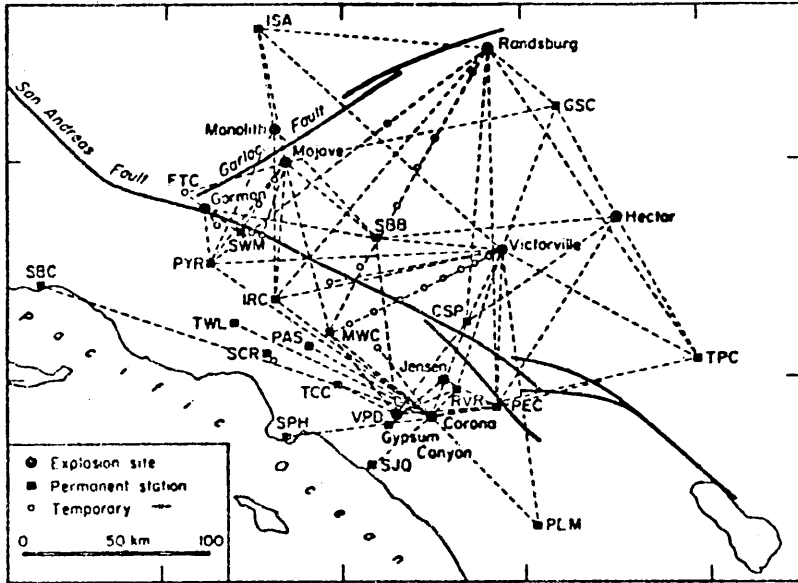 ISA
Randsburg
GSC
San Andreas
Fault
Monolith
Garloc Fault
Mojave
FTC
Gorman
SWM
SBB
Hector
Victorville
PYR
SBC
IRC
CSP
TWL
PAS
MWC
SCR
Jensen
TPC
TCC
RVR
PEC
VPD
Corona
SPH
Gypsum
Canyon
SJQ
PLM
Explosion site
Permanent station
Temporary
0 50 km 100